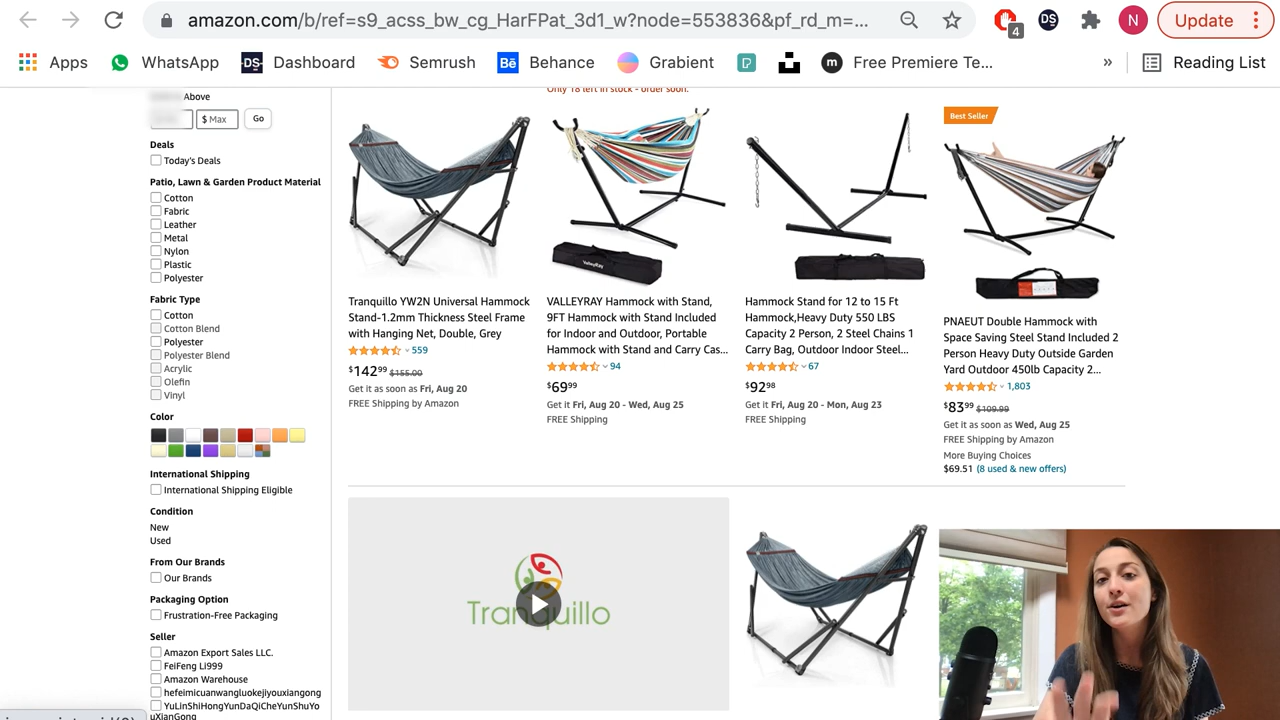 amazon.com/b/ref=s9_acss_bw_cg_HarFPat_3d1_w?node=553836&pf_rd_m=...
4
DS
N
Update
Apps
WhatsApp
DS
Dashboard
Semrush
Bē
Behance
Gradient
m
Free Premiere Te...
»
Reading List
Above
$ Max
Go
Deals
Today's Deals
Patio, Lawn & Garden Product Material
Cotton
Fabric
Leather
Metal
Nylon
Plastic
Polyester
Fabric Type
Cotton
Cotton Blend
Polyester
Polyester Blend
Acrylic
Olefin
Vinyl
Color
International Shipping
International Shipping Eligible
Condition
New
Used
From Our Brands
Our Brands
Packaging Option
Frustration-Free Packaging
Seller
Amazon Export Sales LLC.
FeiFeng Li999
Amazon Warehouse
hefeimicuanwangluokejiyouxiangong
YuLinShiHongYunDaQiCheYunShuYo
uXianGong
Tranquillo YW2N Universal Hammock
Stand-1.2mm Thickness Steel Frame
with Hanging Net, Double, Grey
559
$142.99 $155.00
Get it as soon as Fri, Aug 20
FREE Shipping by Amazon
Only 18 left in stock - order soon.
ValleyRay
VALLEYRAY Hammock with Stand,
9FT Hammock with Stand Included
for Indoor and Outdoor, Portable
Hammock with Stand and Carry Cas...
94
$69.99
Get it Fri, Aug 20 - Wed, Aug 25
FREE Shipping
Hammock Stand for 12 to 15 Ft
Hammock,Heavy Duty 550 LBS
Capacity 2 Person, 2 Steel Chains 1
Carry Bag, Outdoor Indoor Steel...
67
$92.98
Get it Fri, Aug 20 - Mon, Aug 23
FREE Shipping
Best Seller
PNAEUT Double Hammock with
Space Saving Steel Stand Included 2
Person Heavy Duty Outside Garden
Yard Outdoor 450lb Capacity 2...
1,803
$83.99 $109.99
Get it as soon as Wed, Aug 25
FREE Shipping by Amazon
More Buying Choices
$69.51 (8 used & new offers)
Tranquillo